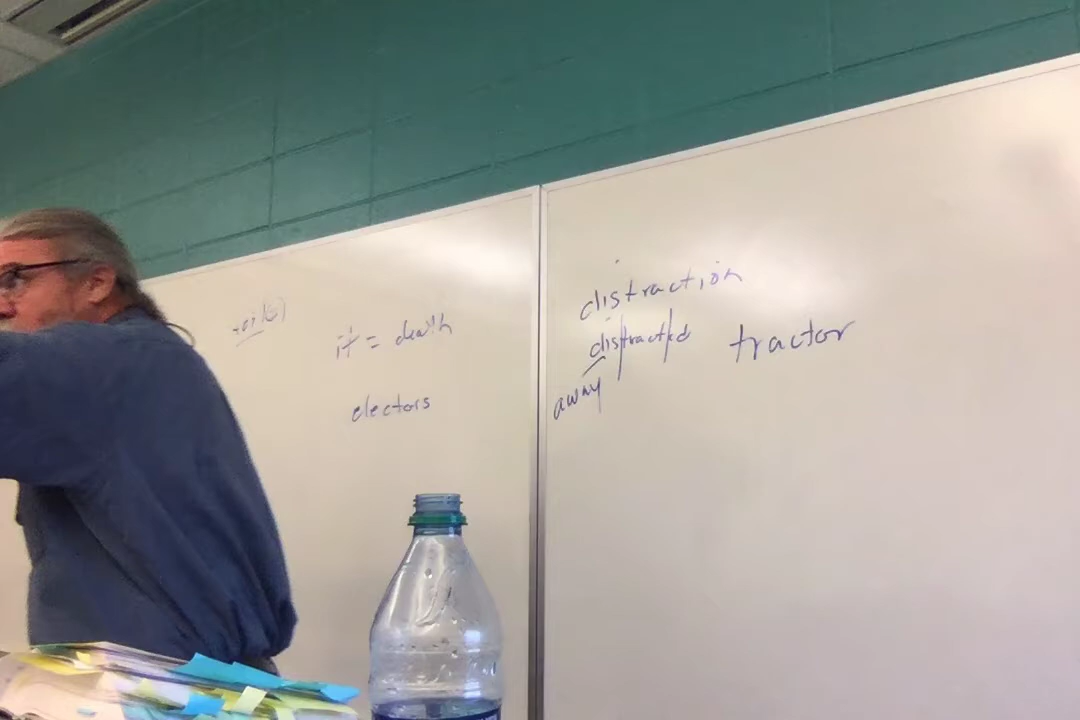 it = death
electors
distraction
distracted
tractor
away